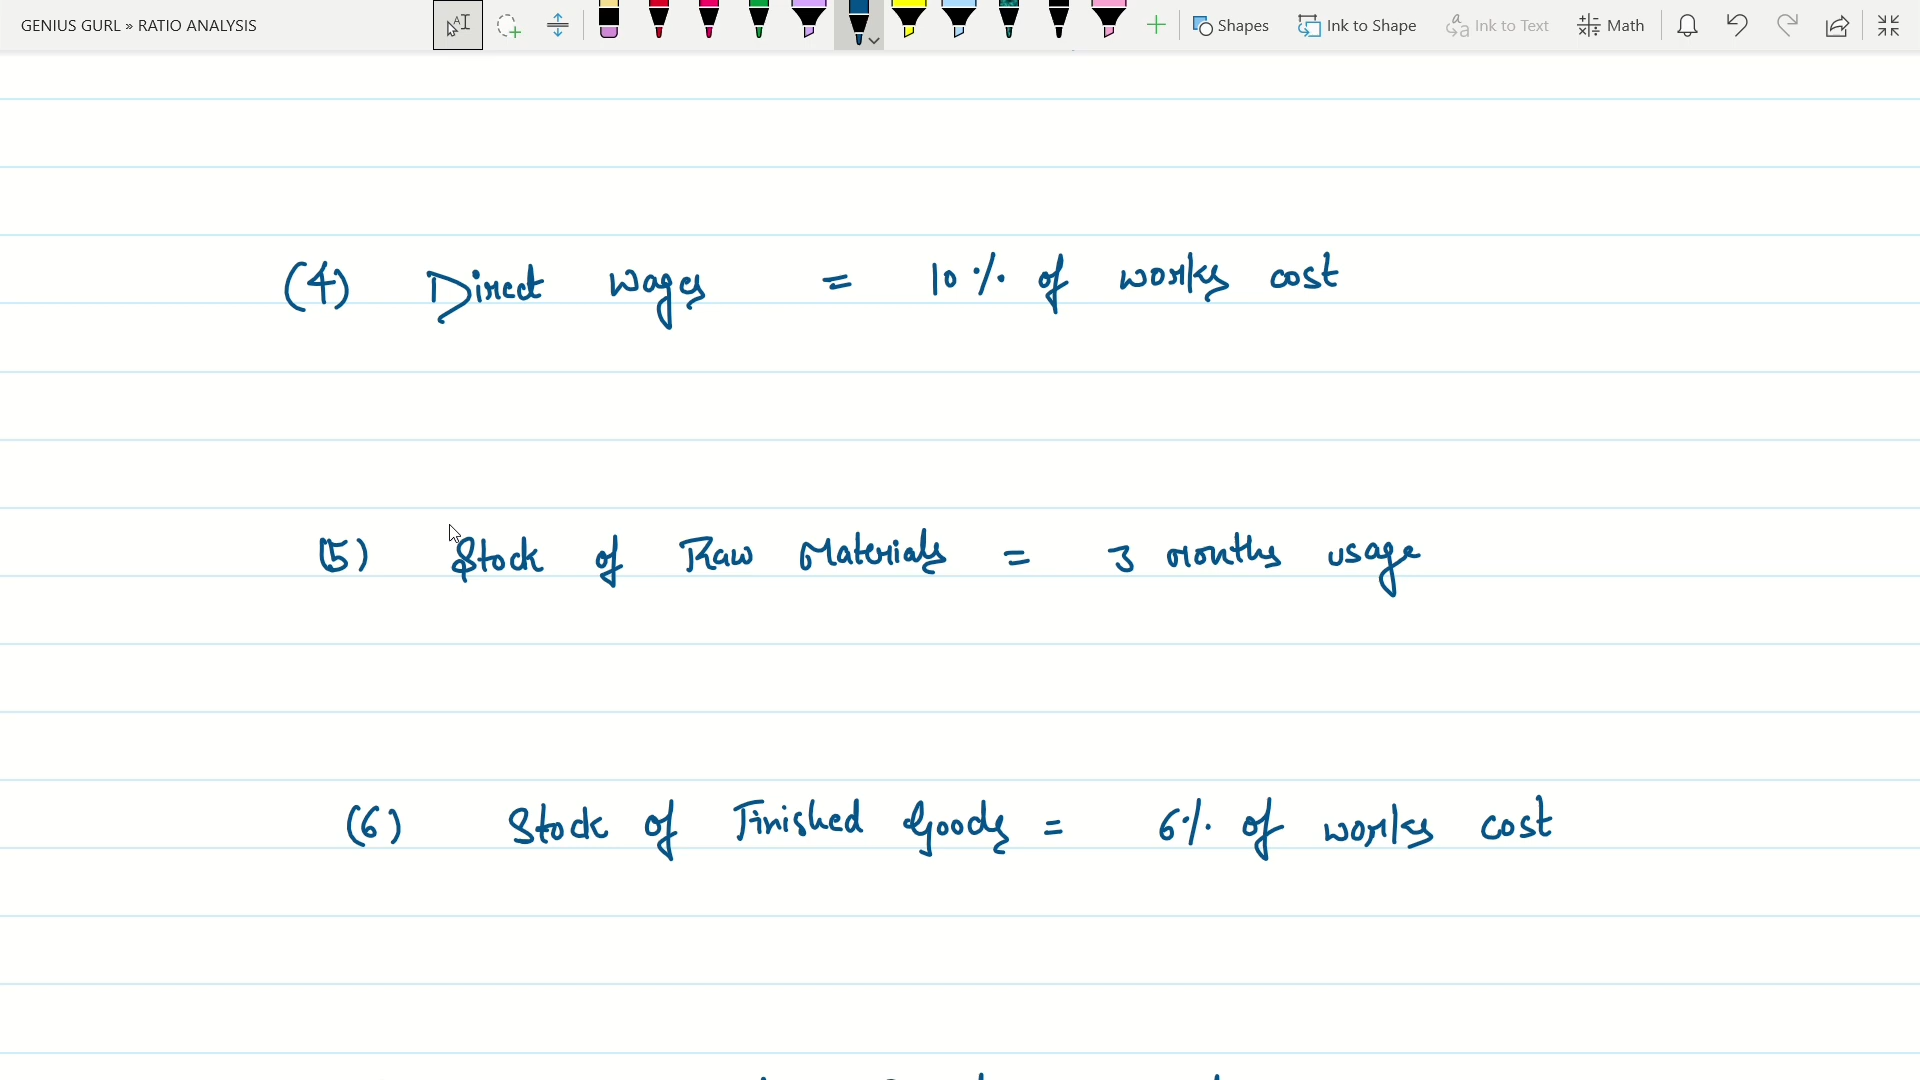 GENIUS GURL » RATIO ANALYSIS Shapes Ink to Shape Ink to Text Math
(4) Direct wages = 10% of works cost
(5) Stock of Raw Materials = 3 months usage
(6) Stock of Finished Goods = 6% of works cost